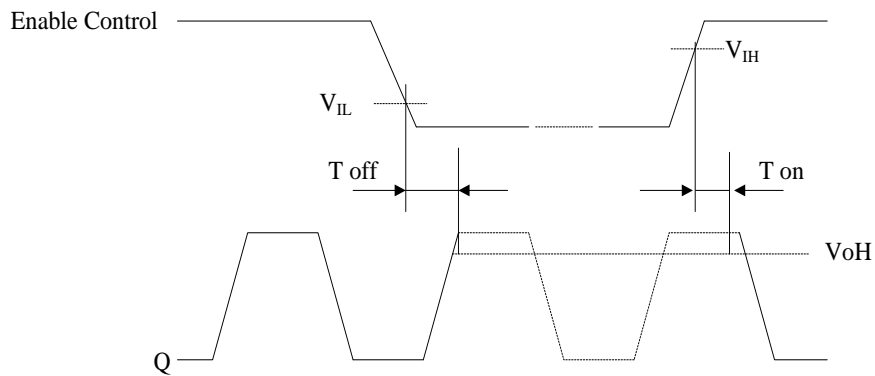 Enable Control
V_IH
V_IL
T off
T on
VoH
Q